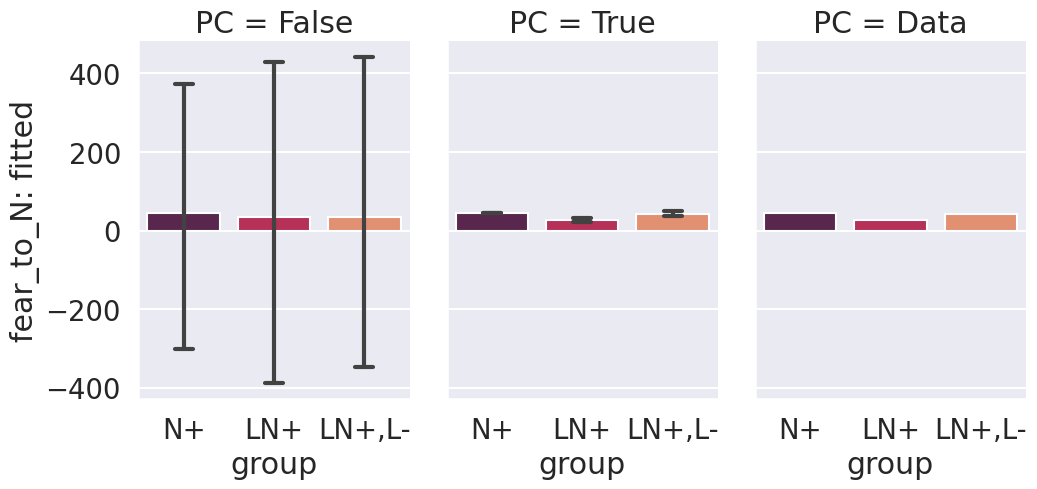 PC = False
PC = True
PC = Data
fear_to_N: fitted
400
200
0
−200
−400
N+ LN+ LN+,L-
N+ LN+ LN+,L-
N+ LN+ LN+,L-
group
group
group